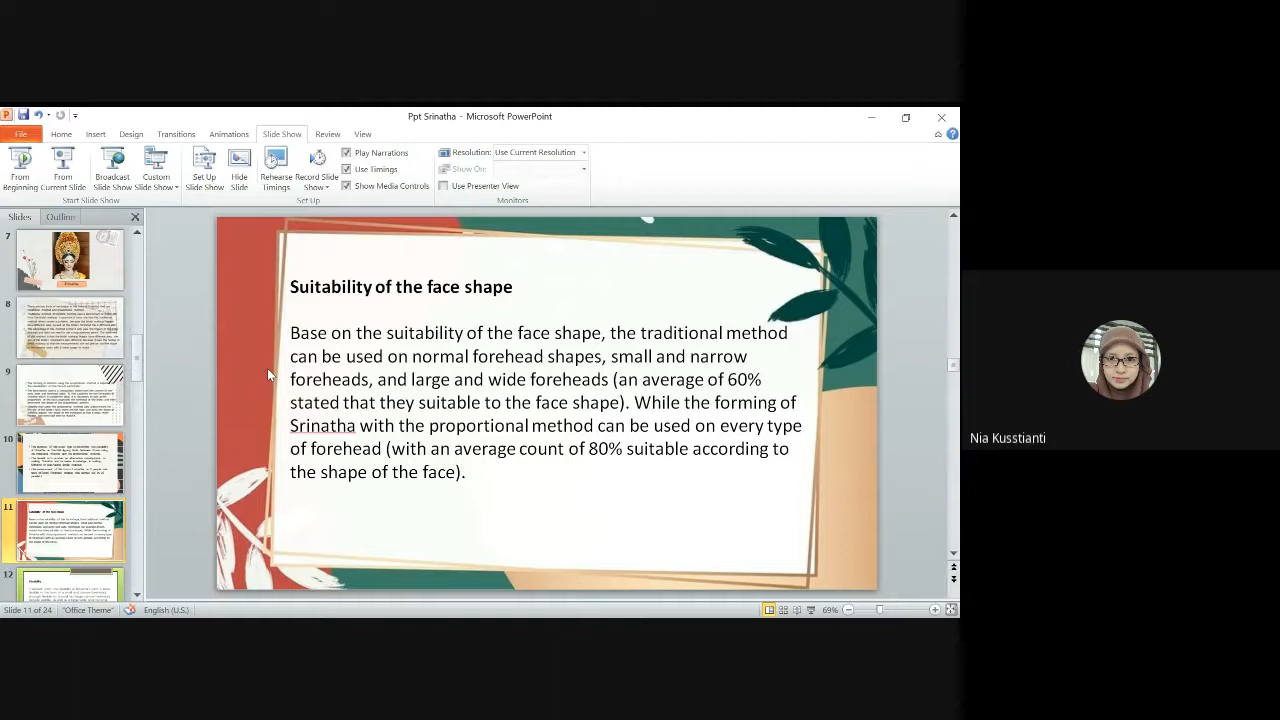 Ppt Srinatha - Microsoft PowerPoint
File Home Insert Design Transitions Animations Slide Show Review View
From Beginning
From Current Slide
Broadcast Slide Show
Custom Slide Show
Set Up Slide Show
Hide Slide
Rehearse Timings
Record Slide Show
Play Narrations
Use Timings
Show Media Controls
Resolution: Use Current Resolution
Show On:
Use Presenter View
Start Slide Show
Set Up
Monitors
Slides Outline
7
8
9
10
11
12
Suitability of the face shape
Base on the suitability of the face shape, the traditional method
can be used on normal forehead shapes, small and narrow
foreheads, and large and wide foreheads (an average of 60%
stated that they suitable to the face shape). While the forming of
Srinatha with the proportional method can be used on every type
of forehead (with an average count of 80% suitable according to
the shape of the face).
Nia Kusstianti
Slide 11 of 24 "Office Theme" English (U.S.) 69%